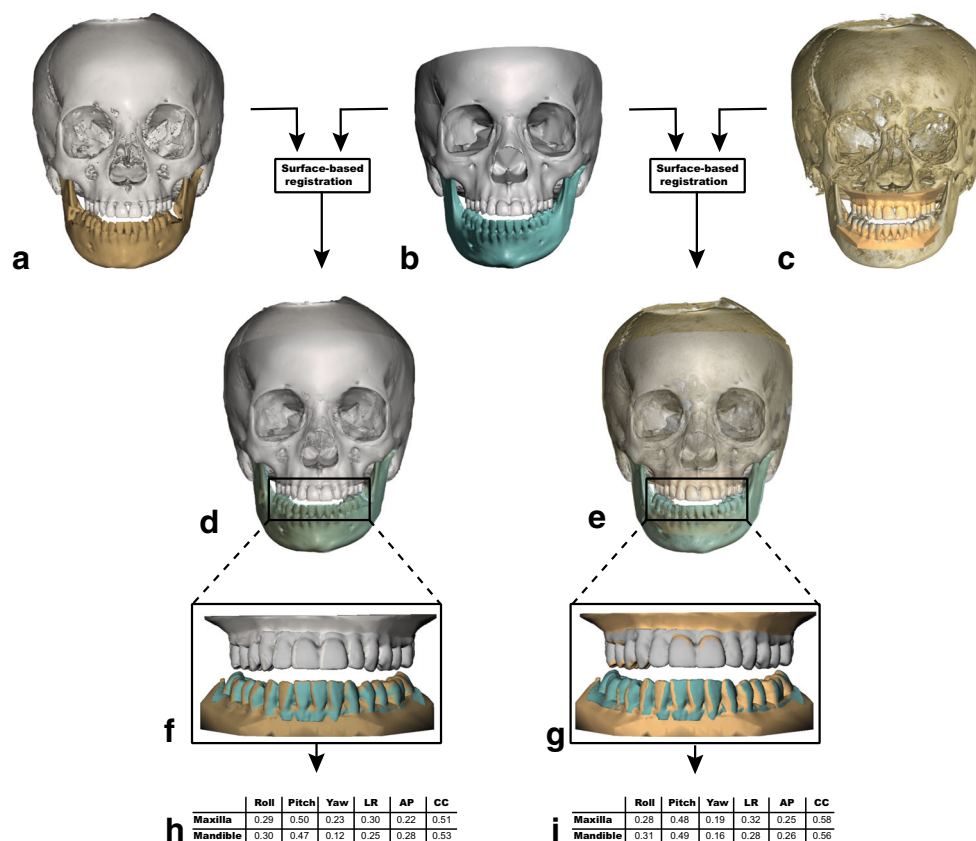 Surface-based
registration
Surface-based
registration
a
b
c
d
e
f
g
h
Roll Pitch Yaw LR AP CC
Maxilla 0.29 0.50 0.23 0.30 0.22 0.51
Mandible 0.30 0.47 0.12 0.25 0.28 0.53
i
Roll Pitch Yaw LR AP CC
Maxilla 0.28 0.48 0.19 0.32 0.25 0.58
Mandible 0.31 0.49 0.16 0.28 0.26 0.56